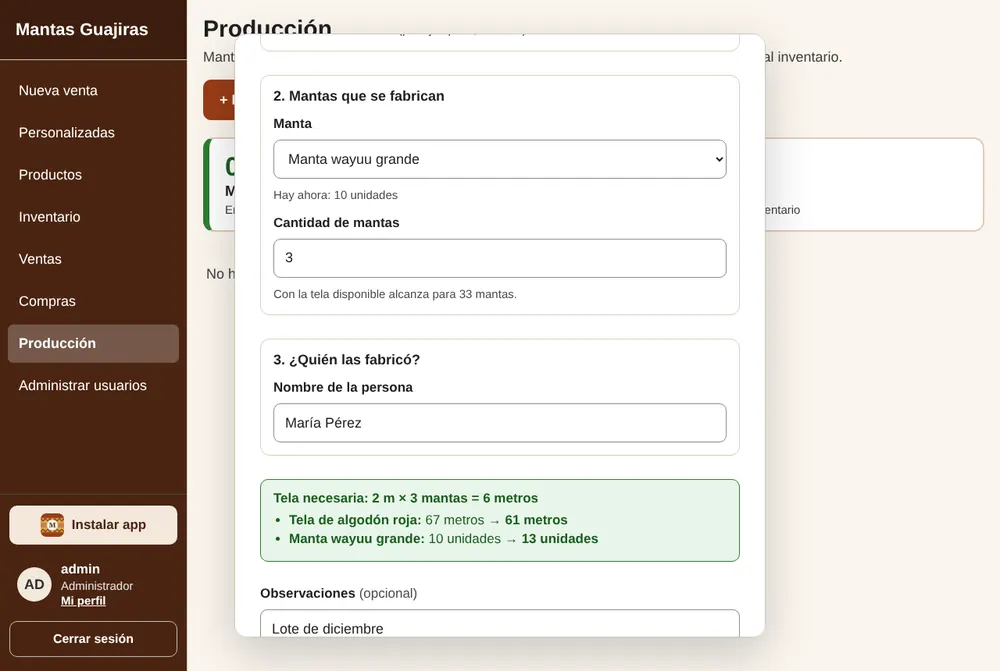 Mantas Guajiras
Nueva venta
Personalizadas
Productos
Inventario
Ventas
Compras
Producción
Administrar usuarios
Instalar app
AD
admin
Administrador
Mi perfil
Cerrar sesión
Producción
al inventario.
+
entario
No h
2. Mantas que se fabrican
Manta
Manta wayuu grande
Hay ahora: 10 unidades
Cantidad de mantas
3
Con la tela disponible alcanza para 33 mantas.
3. ¿Quién las fabricó?
Nombre de la persona
María Pérez
Tela necesaria: 2 m × 3 mantas = 6 metros
• Tela de algodón roja: 67 metros → 61 metros
• Manta wayuu grande: 10 unidades → 13 unidades
Observaciones (opcional)
Lote de diciembre